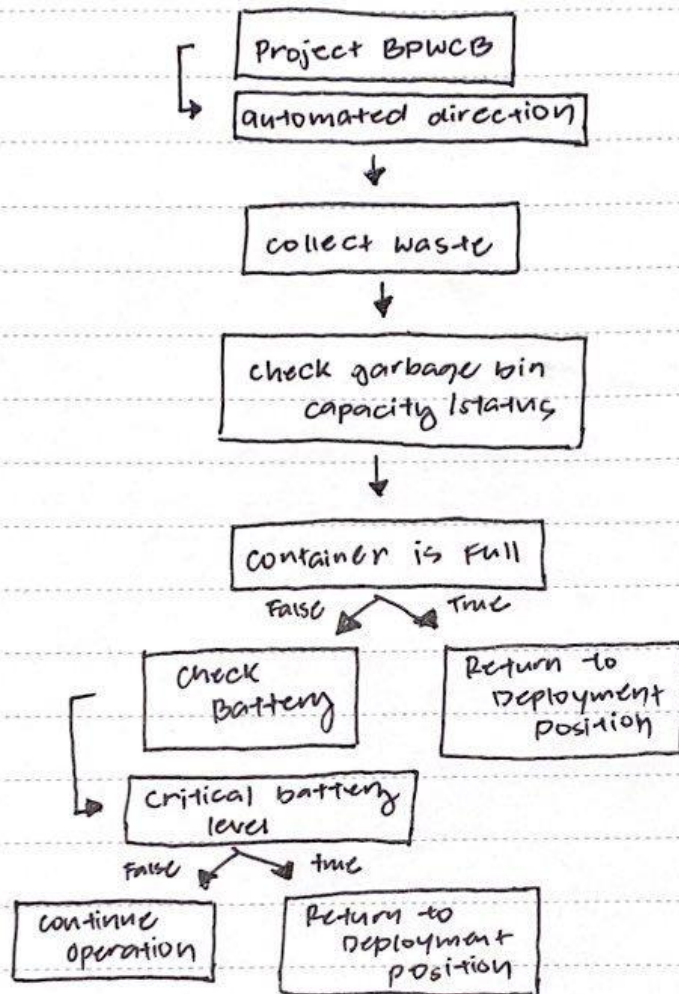 Project BPWCB
automated direction
collect waste
check garbage bin
capacity /status
container is Full
False True
Check
Battery
Return to
Deployment
position
critical battery
level
False true
continue
operation
Return to
Deployment
position